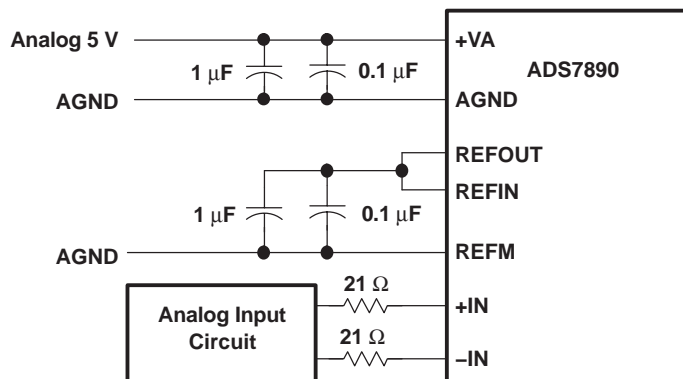 Analog 5 V
+VA
1 μF
0.1 μF
ADS7890
AGND
AGND
REFOUT
REFIN
1 μF
0.1 μF
AGND
REFM
21 Ω
+IN
Analog Input
Circuit
21 Ω
−IN